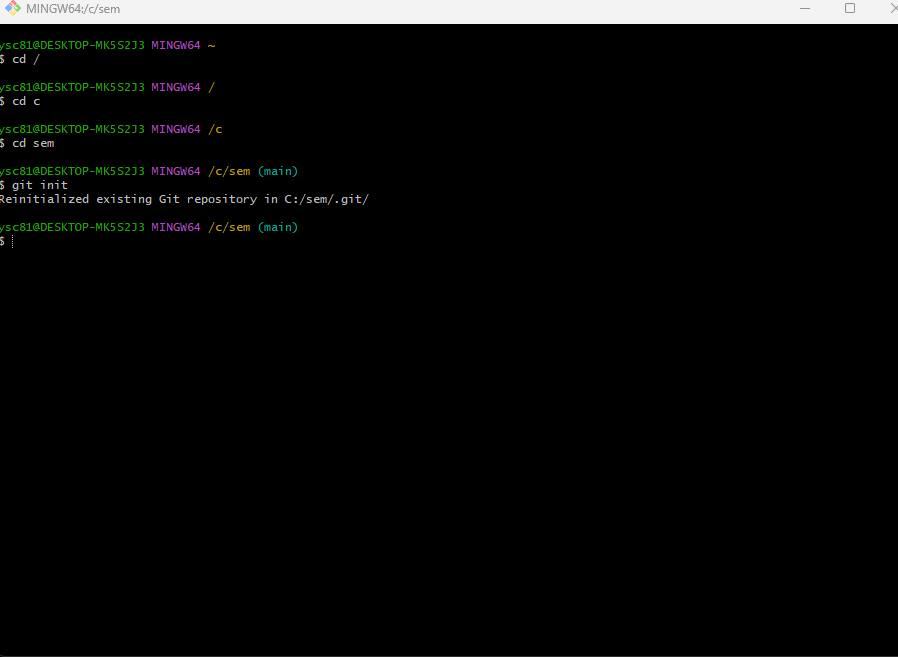 MINGW64:/c/sem
ysc81@DESKTOP-MK5S2J3 MINGW64 ~
$ cd /
ysc81@DESKTOP-MK5S2J3 MINGW64 /
$ cd c
ysc81@DESKTOP-MK5S2J3 MINGW64 /c
$ cd sem
ysc81@DESKTOP-MK5S2J3 MINGW64 /c/sem (main)
$ git init
Reinitialized existing Git repository in C:/sem/.git/
ysc81@DESKTOP-MK5S2J3 MINGW64 /c/sem (main)
$